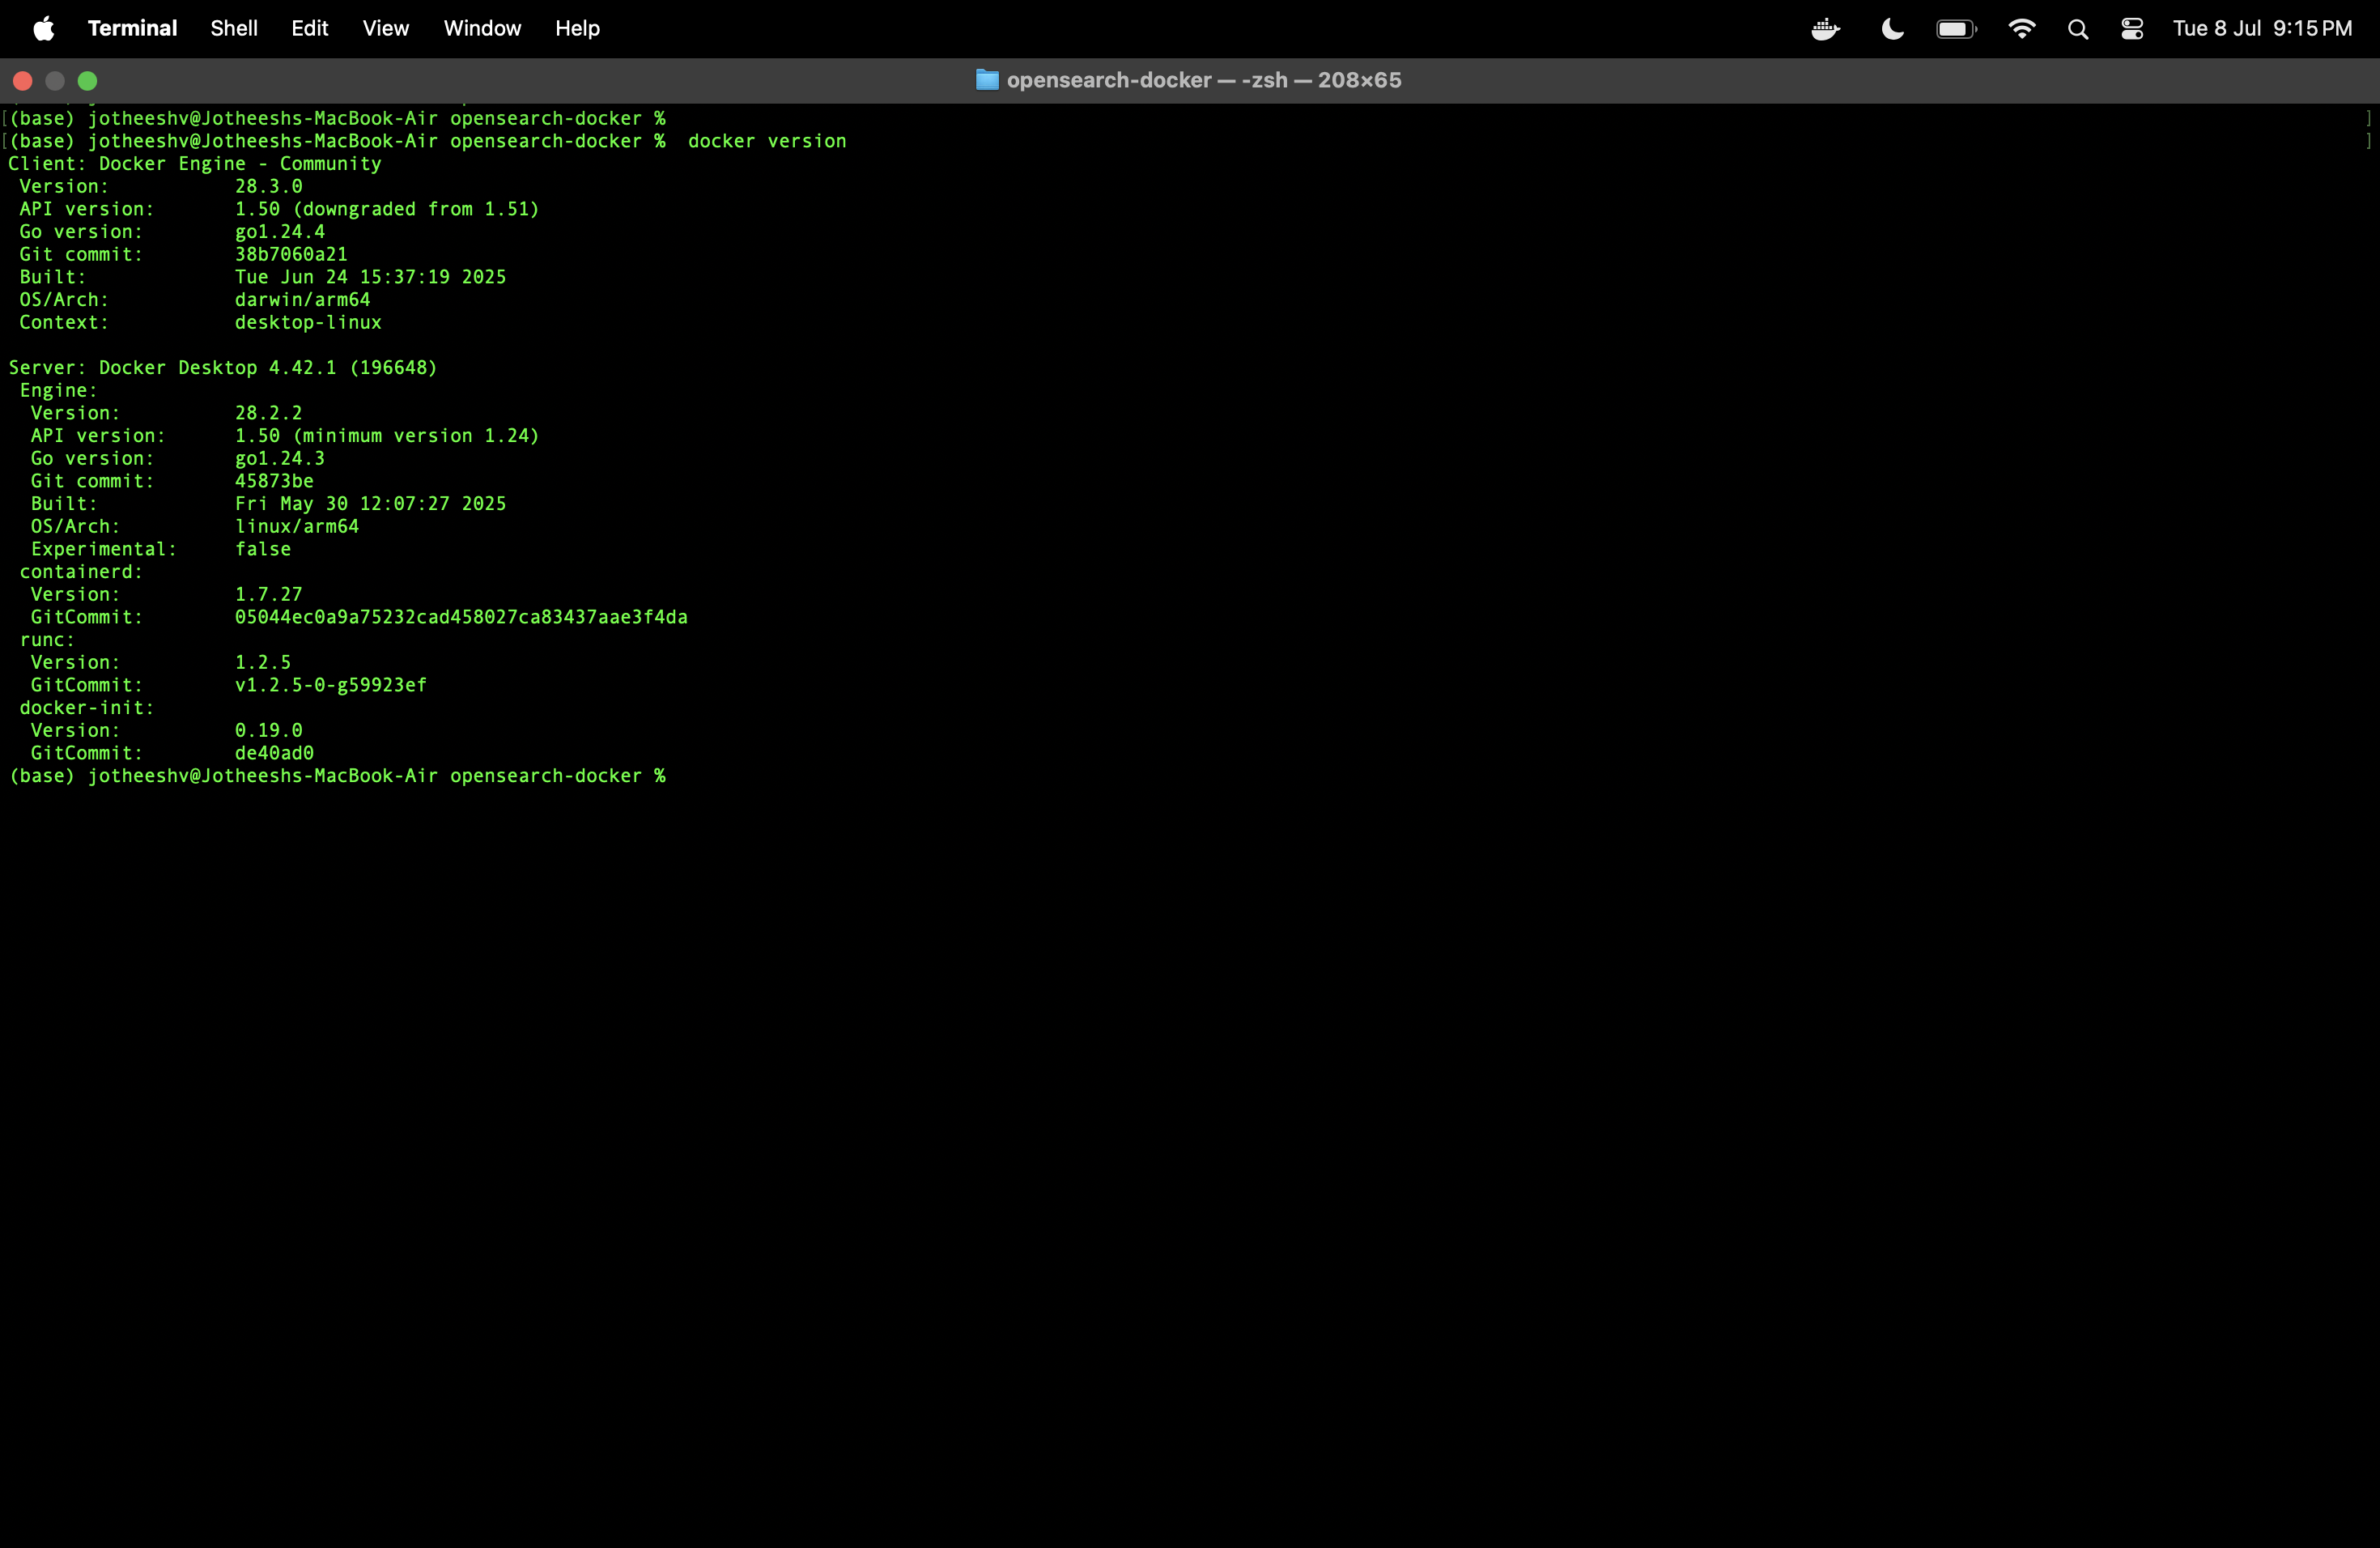 Terminal Shell Edit View Window Help Tue 8 Jul 9:15 PM
opensearch-docker — -zsh — 208×65
[(base) jotheeshv@Jotheeshs-MacBook-Air opensearch-docker % ]
[(base) jotheeshv@Jotheeshs-MacBook-Air opensearch-docker %  docker version ]
Client: Docker Engine - Community
 Version:           28.3.0
 API version:       1.50 (downgraded from 1.51)
 Go version:        go1.24.4
 Git commit:        38b7060a21
 Built:             Tue Jun 24 15:37:19 2025
 OS/Arch:           darwin/arm64
 Context:           desktop-linux

Server: Docker Desktop 4.42.1 (196648)
 Engine:
  Version:          28.2.2
  API version:      1.50 (minimum version 1.24)
  Go version:       go1.24.3
  Git commit:       45873be
  Built:            Fri May 30 12:07:27 2025
  OS/Arch:          linux/arm64
  Experimental:     false
 containerd:
  Version:          1.7.27
  GitCommit:        05044ec0a9a75232cad458027ca83437aae3f4da
 runc:
  Version:          1.2.5
  GitCommit:        v1.2.5-0-g59923ef
 docker-init:
  Version:          0.19.0
  GitCommit:        de40ad0
(base) jotheeshv@Jotheeshs-MacBook-Air opensearch-docker %